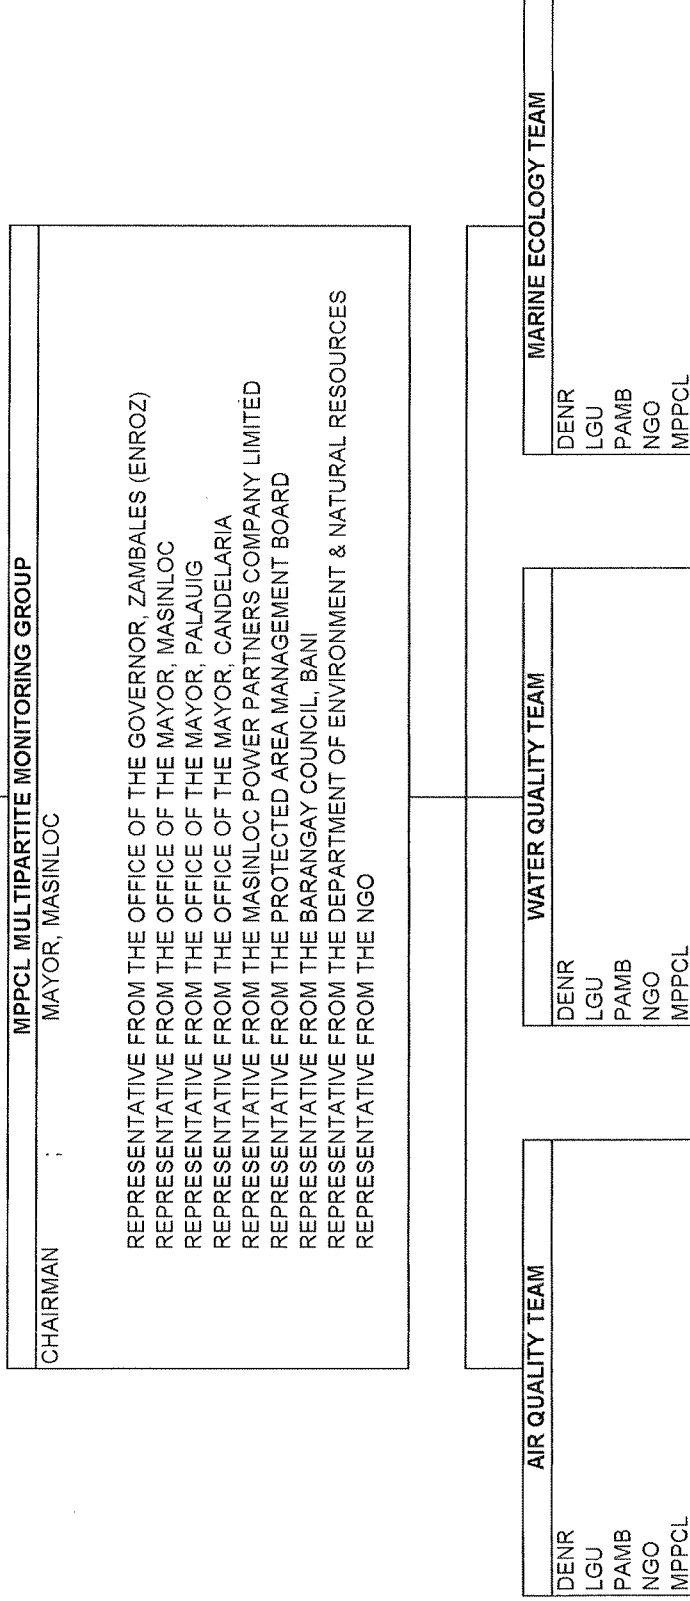 MPPCL MULTIPARTITE MONITORING GROUP
CHAIRMAN ; MAYOR, MASINLOC
REPRESENTATIVE FROM THE OFFICE OF THE GOVERNOR, ZAMBALES (ENROZ)
REPRESENTATIVE FROM THE OFFICE OF THE MAYOR, MASINLOC
REPRESENTATIVE FROM THE OFFICE OF THE MAYOR, PALAUIG
REPRESENTATIVE FROM THE OFFICE OF THE MAYOR, CANDELARIA
REPRESENTATIVE FROM THE MASINLOC POWER PARTNERS COMPANY LIMITED
REPRESENTATIVE FROM THE PROTECTED AREA MANAGEMENT BOARD
REPRESENTATIVE FROM THE BARANGAY COUNCIL, BANI
REPRESENTATIVE FROM THE DEPARTMENT OF ENVIRONMENT & NATURAL RESOURCES
REPRESENTATIVE FROM THE NGO
AIR QUALITY TEAM
DENR
LGU
PAMB
NGO
MPPCL
WATER QUALITY TEAM
DENR
LGU
PAMB
NGO
MPPCL
MARINE ECOLOGY TEAM
DENR
LGU
PAMB
NGO
MPPCL